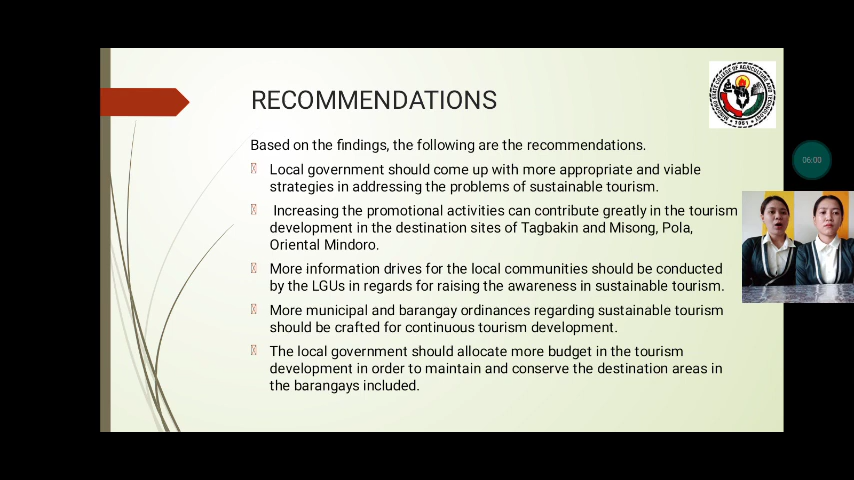 RECOMMENDATIONS
Based on the findings, the following are the recommendations.
Local government should come up with more appropriate and viable
strategies in addressing the problems of sustainable tourism.
Increasing the promotional activities can contribute greatly in the tourism
development in the destination sites of Tagbakin and Misong, Pola,
Oriental Mindoro.
More information drives for the local communities should be conducted
by the LGUs in regards for raising the awareness in sustainable tourism.
More municipal and barangay ordinances regarding sustainable tourism
should be crafted for continuous tourism development.
The local government should allocate more budget in the tourism
development in order to maintain and conserve the destination areas in
the barangays included.
06:00